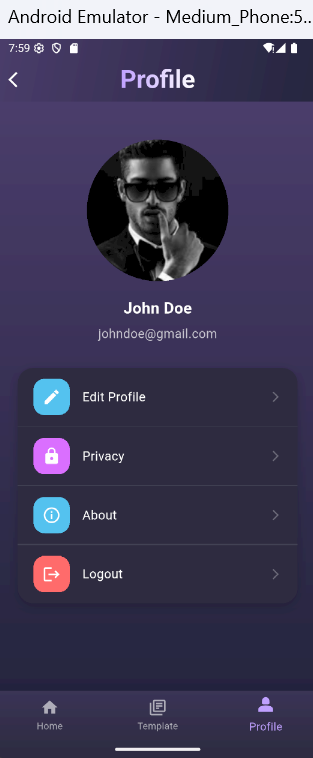 Android Emulator - Medium_Phone:5...
7:59
Profile
John Doe
johndoe@gmail.com
Edit Profile
Privacy
About
Logout
Home
Template
Profile